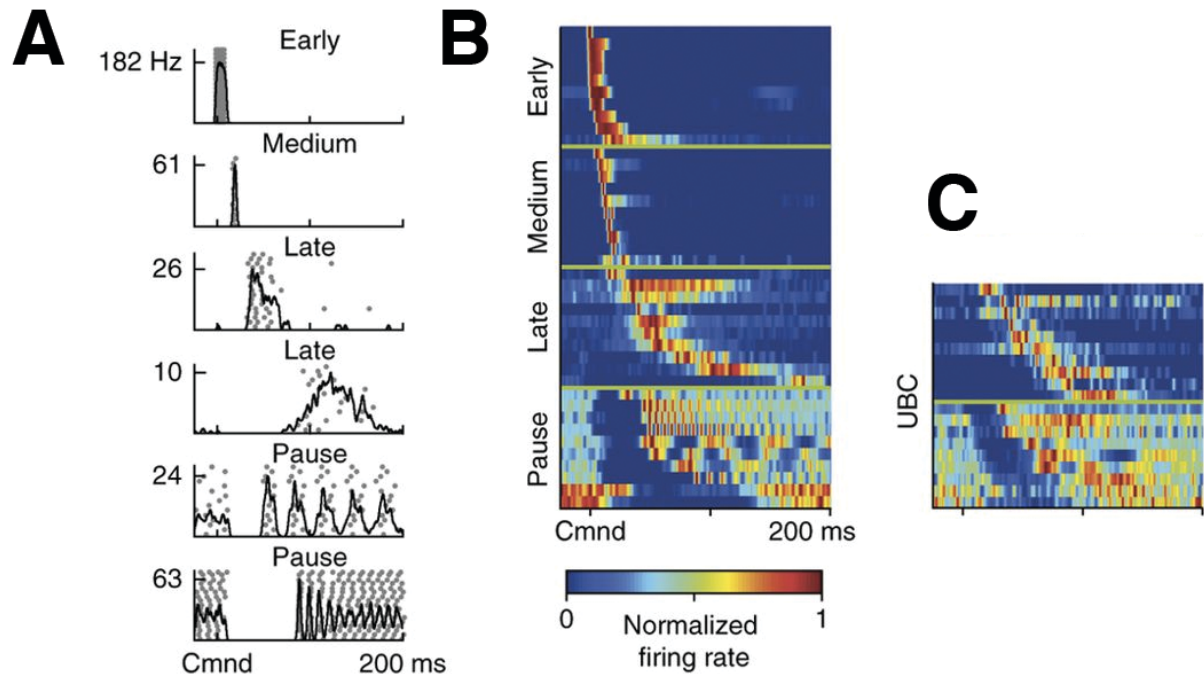 A
Early
182 Hz
Medium
61
Late
26
Late
10
Pause
24
Pause
63
Cmnd 200 ms
B
Early
Medium
Late
Pause
Cmnd 200 ms
0 1
Normalized
firing rate
C
UBC